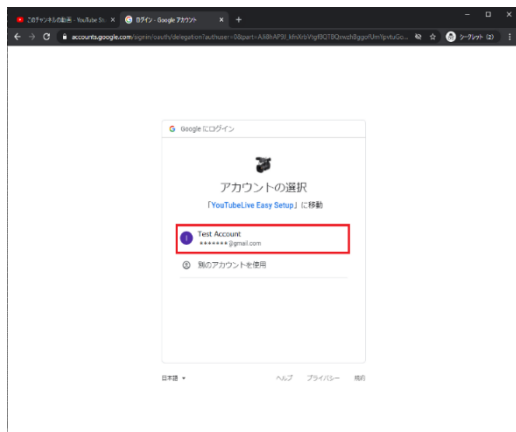 このチャンネルの動画 - YouTube St
ログイン - Google アカウント
accounts.google.com/signin/oauth/delegation?authuser=
シークレット (2)
Google にログイン
アカウントの選択
「YouTubeLive Easy Setup」に移動
Test Account
*******@gmail.com
別のアカウントを使用
日本語
ヘルプ プライバシー 規約